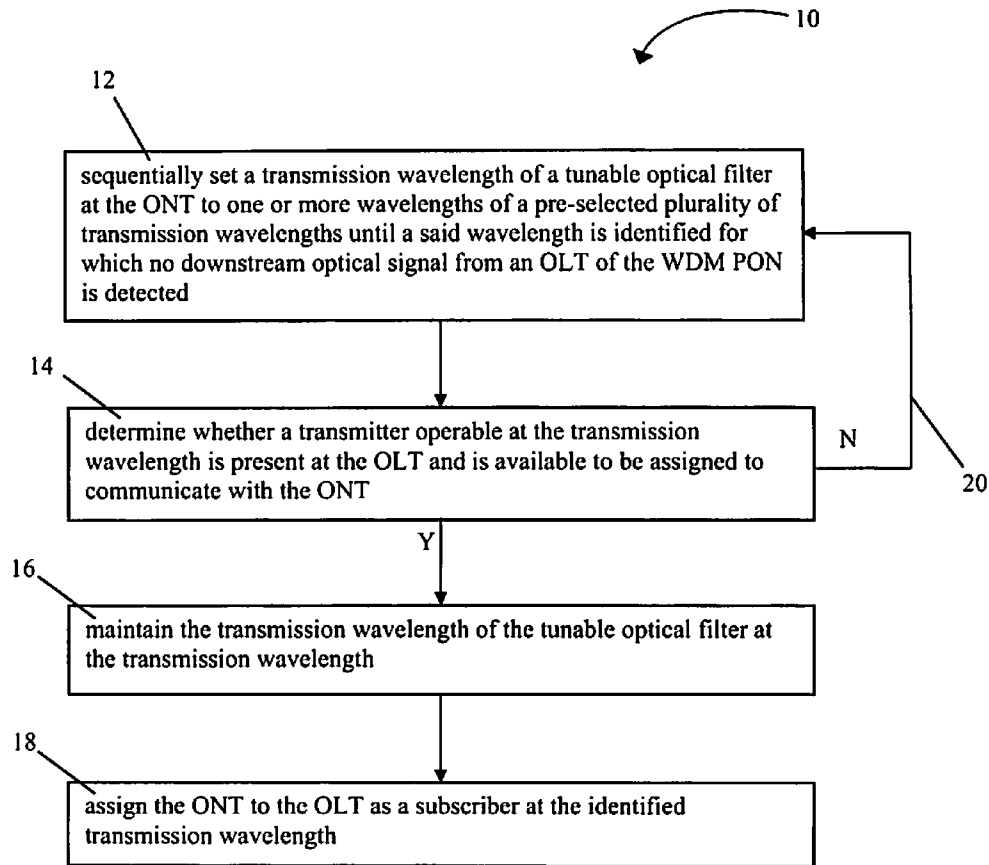 10
12
sequentially set a transmission wavelength of a tunable optical filter
at the ONT to one or more wavelengths of a pre-selected plurality of
transmission wavelengths until a said wavelength is identified for
which no downstream optical signal from an OLT of the WDM PON
is detected
14
determine whether a transmitter operable at the transmission
wavelength is present at the OLT and is available to be assigned to
communicate with the ONT
N
20
Y
16
maintain the transmission wavelength of the tunable optical filter at
the transmission wavelength
18
assign the ONT to the OLT as a subscriber at the identified
transmission wavelength